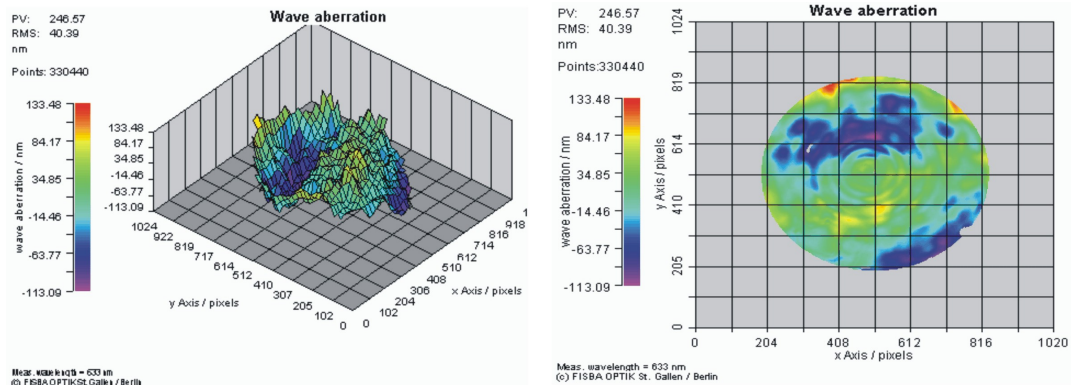 Wave aberration
PV: 246.57
RMS: 40.39
nm
Points: 330440
wave aberration / nm
133.48
84.17
34.85
-14.46
-63.77
-113.09
133.48
84.17
34.85
-14.46
-63.77
-113.09
1024
922
819
717
614
512
410
307
205
102
0
y Axis / pixels
0
102
204
306
408
510
612
714
816
918
1
x Axis / pixels
Meas. wavelength = 633 nm
(c) FISBA OPTIK St. Gallen / Berlin
Wave aberration
PV: 246.57
RMS: 40.39
nm
Points:330440
wave aberration / nm
133.48
84.17
34.85
-14.46
-63.77
-113.09
y Axis / pixels
1024
819
614
410
205
0
0
204
408
612
816
1020
x Axis / pixels
Meas. wavelength = 633 nm
(c) FISBA OPTIK St. Gallen / Berlin